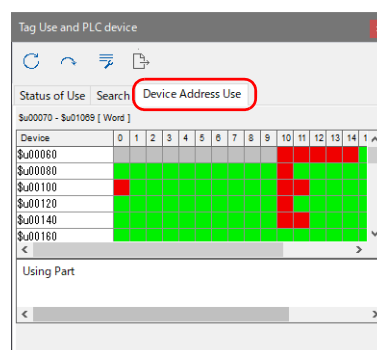 Tag Use and PLC device
Status of Use Search Device Address Use
$u00070 - $u01069 [ Word ]
Device 0 1 2 3 4 5 6 7 8 9 10 11 12 13 14 1
$u00060
$u00080
$u00100
$u00120
$u00140
$u00160
Using Part